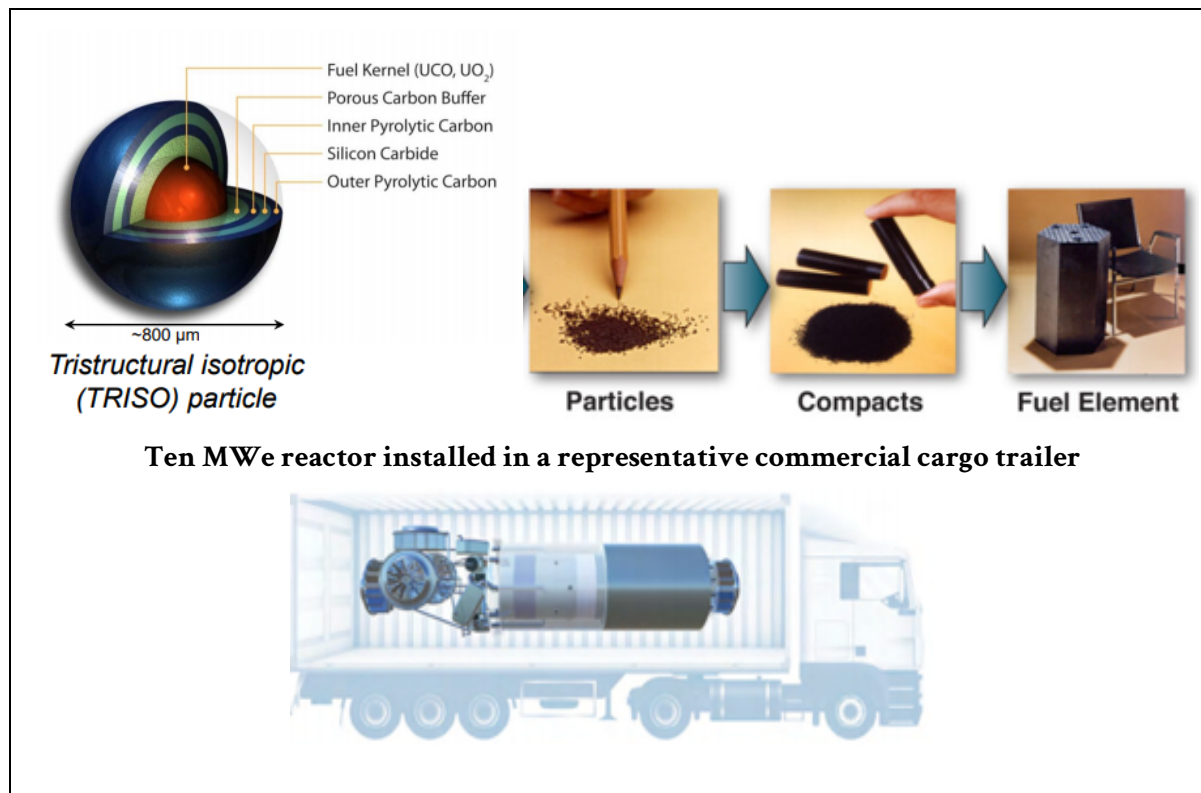 Fuel Kernel (UCO, UO₂)
Porous Carbon Buffer
Inner Pyrolytic Carbon
Silicon Carbide
Outer Pyrolytic Carbon
~800 µm
Tristructural isotropic
(TRISO) particle
Particles
Compacts
Fuel Element
Ten MWe reactor installed in a representative commercial cargo trailer